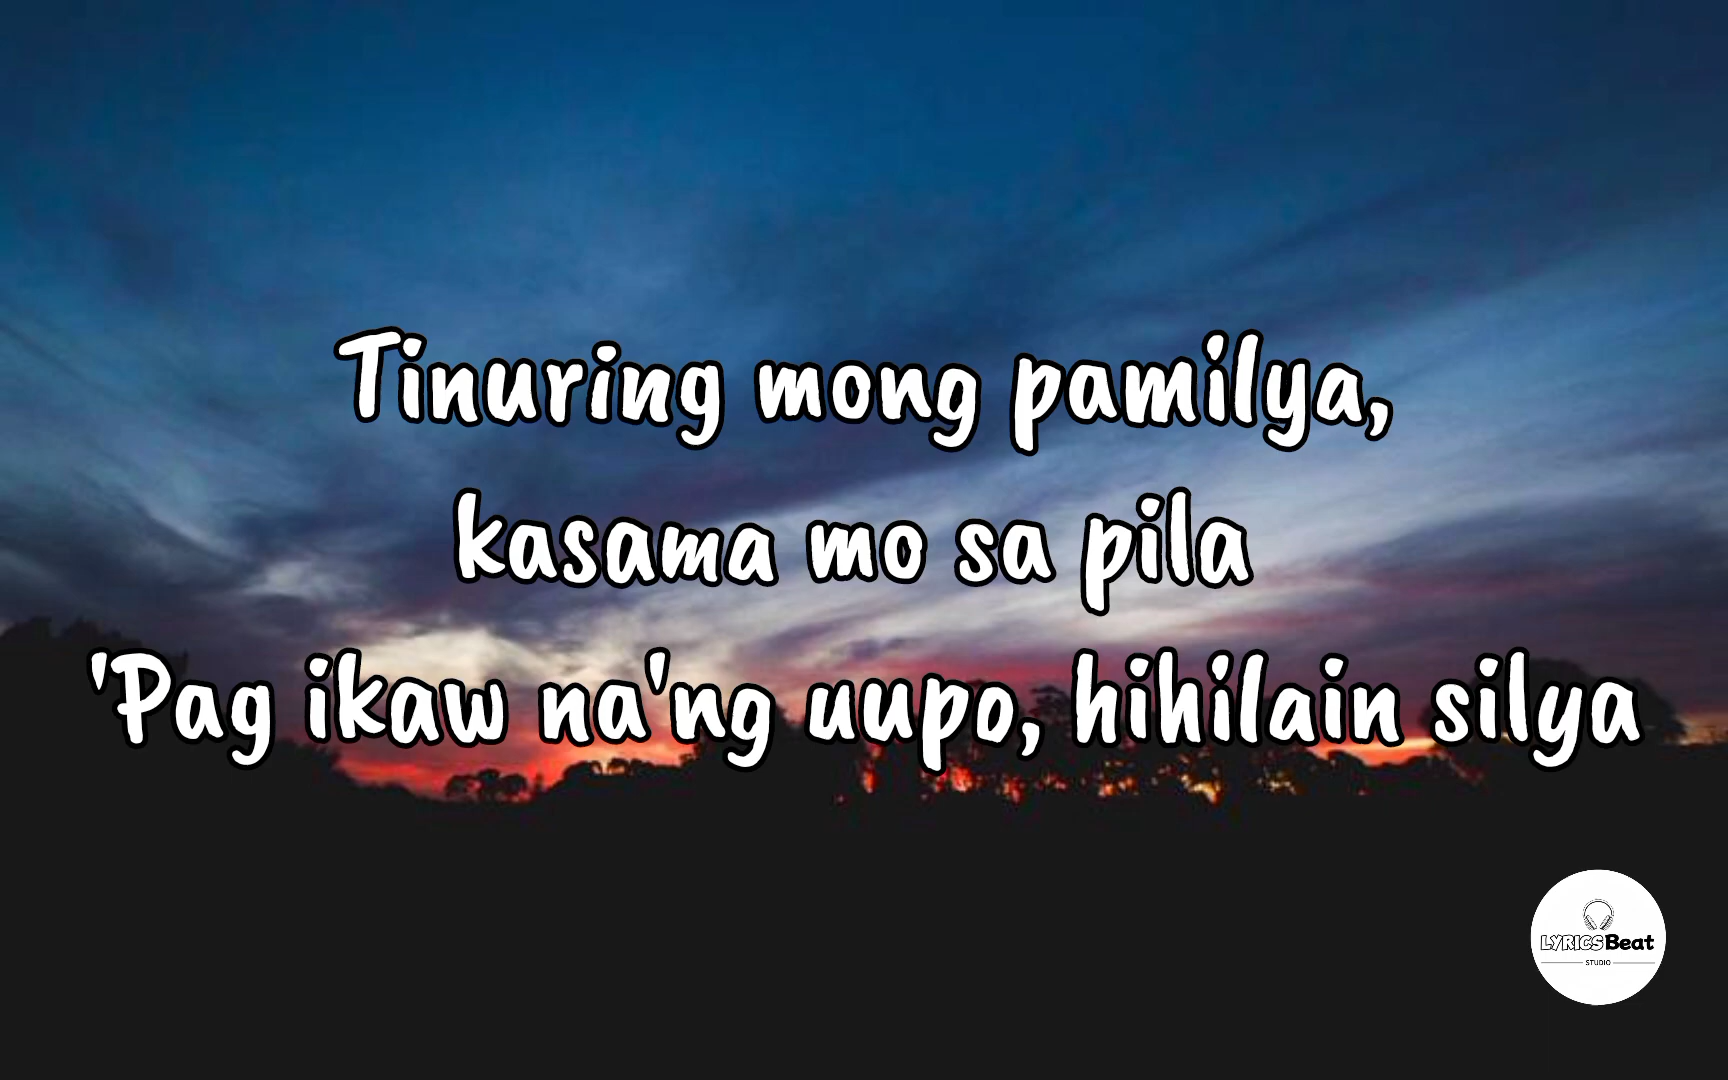 Tinuring mong pamilya,
kasama mo sa pila
'Pag ikaw na'ng uupo, hihilain silya
LYRICSBeat
STUDIO